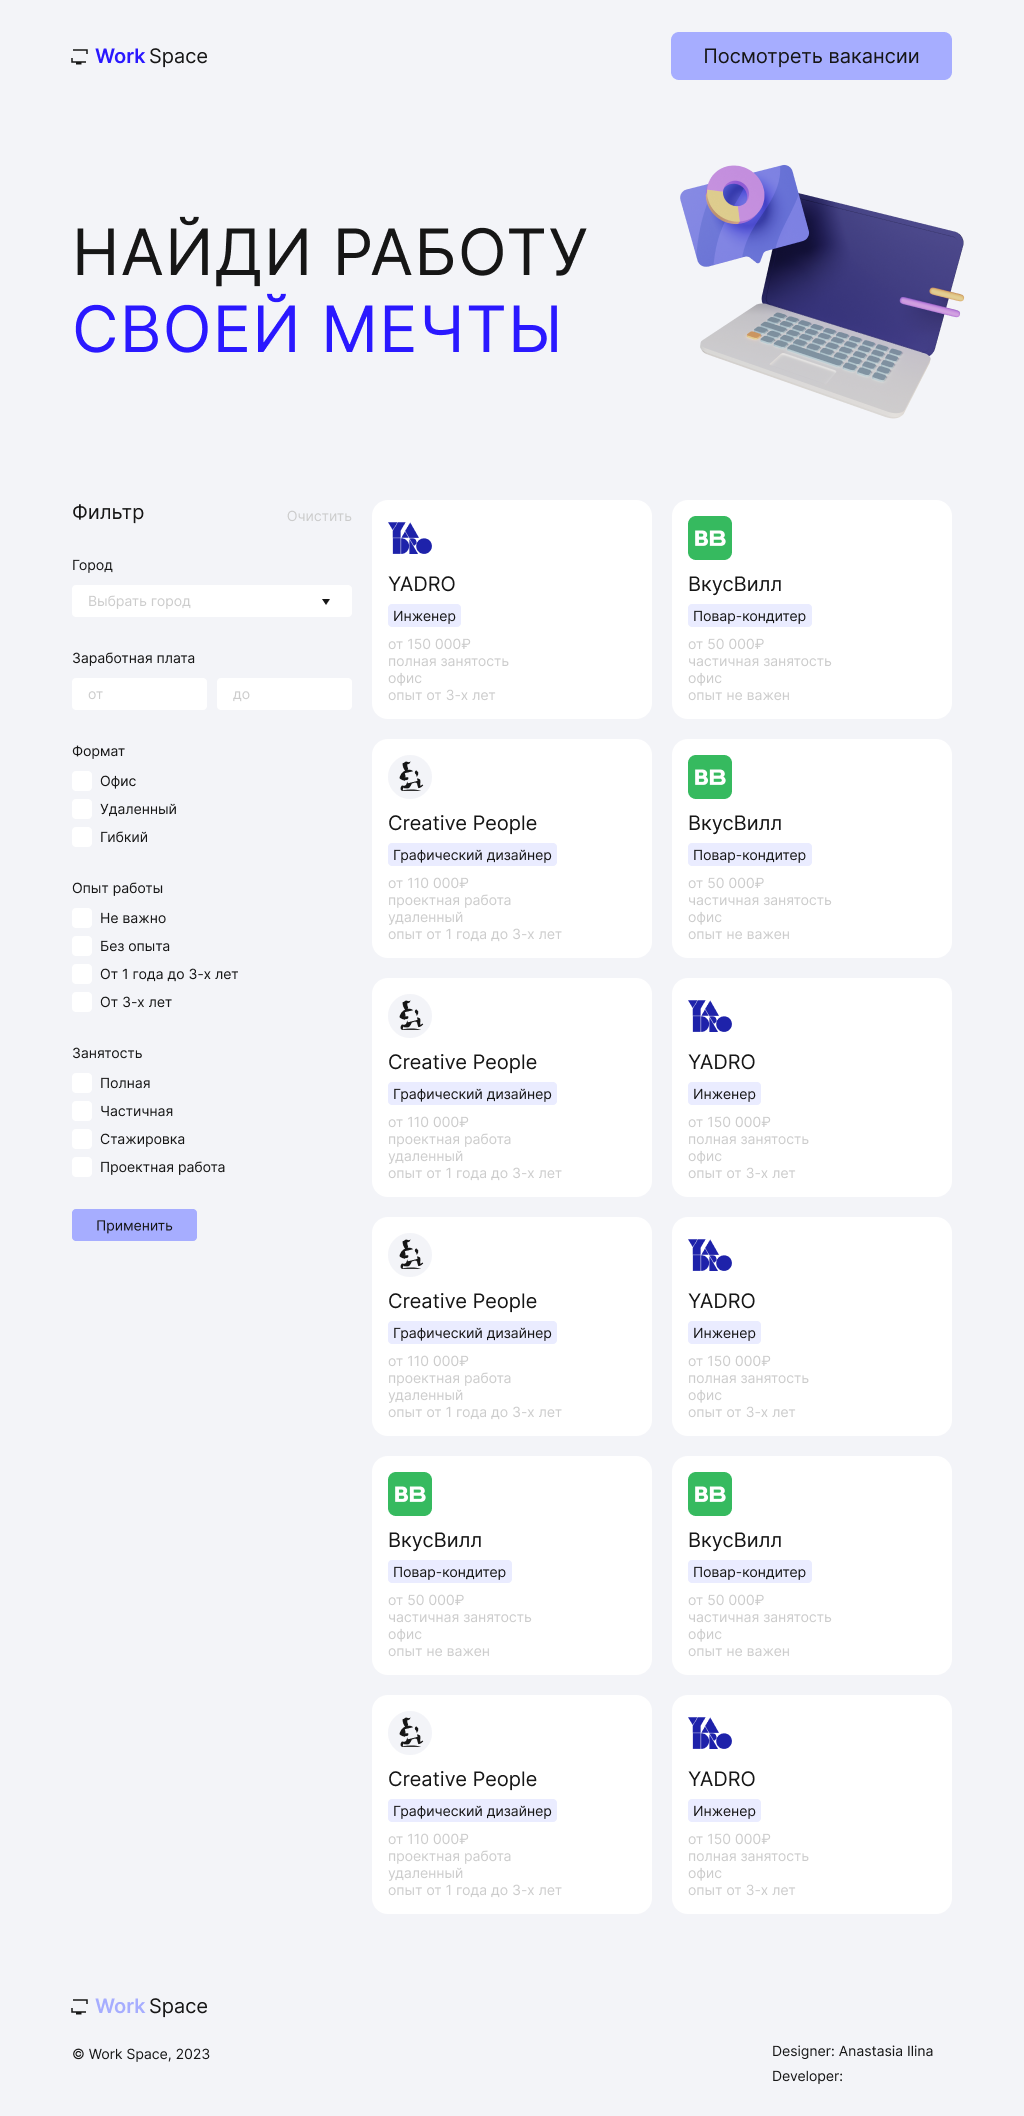 Work Space
Посмотреть вакансии
НАЙДИ РАБОТУ
СВОЕЙ МЕЧТЫ
Фильтр
Очистить
Город
Выбрать город
Заработная плата
от
до
Формат
Офис
Удаленный
Гибкий
Опыт работы
Не важно
Без опыта
От 1 года до 3-х лет
От 3-х лет
Занятость
Полная
Частичная
Стажировка
Проектная работа
Применить
YADRO
YADRO
Инженер
от 150 000₽
полная занятость
офис
опыт от 3-х лет
ВВ
ВкусВилл
Повар-кондитер
от 50 000₽
частичная занятость
офис
опыт не важен
Creative People
Графический дизайнер
от 110 000₽
проектная работа
удаленный
опыт от 1 года до 3-х лет
ВВ
ВкусВилл
Повар-кондитер
от 50 000₽
частичная занятость
офис
опыт не важен
Creative People
Графический дизайнер
от 110 000₽
проектная работа
удаленный
опыт от 1 года до 3-х лет
YADRO
YADRO
Инженер
от 150 000₽
полная занятость
офис
опыт от 3-х лет
Creative People
Графический дизайнер
от 110 000₽
проектная работа
удаленный
опыт от 1 года до 3-х лет
YADRO
YADRO
Инженер
от 150 000₽
полная занятость
офис
опыт от 3-х лет
ВВ
ВкусВилл
Повар-кондитер
от 50 000₽
частичная занятость
офис
опыт не важен
ВВ
ВкусВилл
Повар-кондитер
от 50 000₽
частичная занятость
офис
опыт не важен
Creative People
Графический дизайнер
от 110 000₽
проектная работа
удаленный
опыт от 1 года до 3-х лет
YADRO
YADRO
Инженер
от 150 000₽
полная занятость
офис
опыт от 3-х лет
Work Space
© Work Space, 2023
Designer: Anastasia Ilina
Developer: